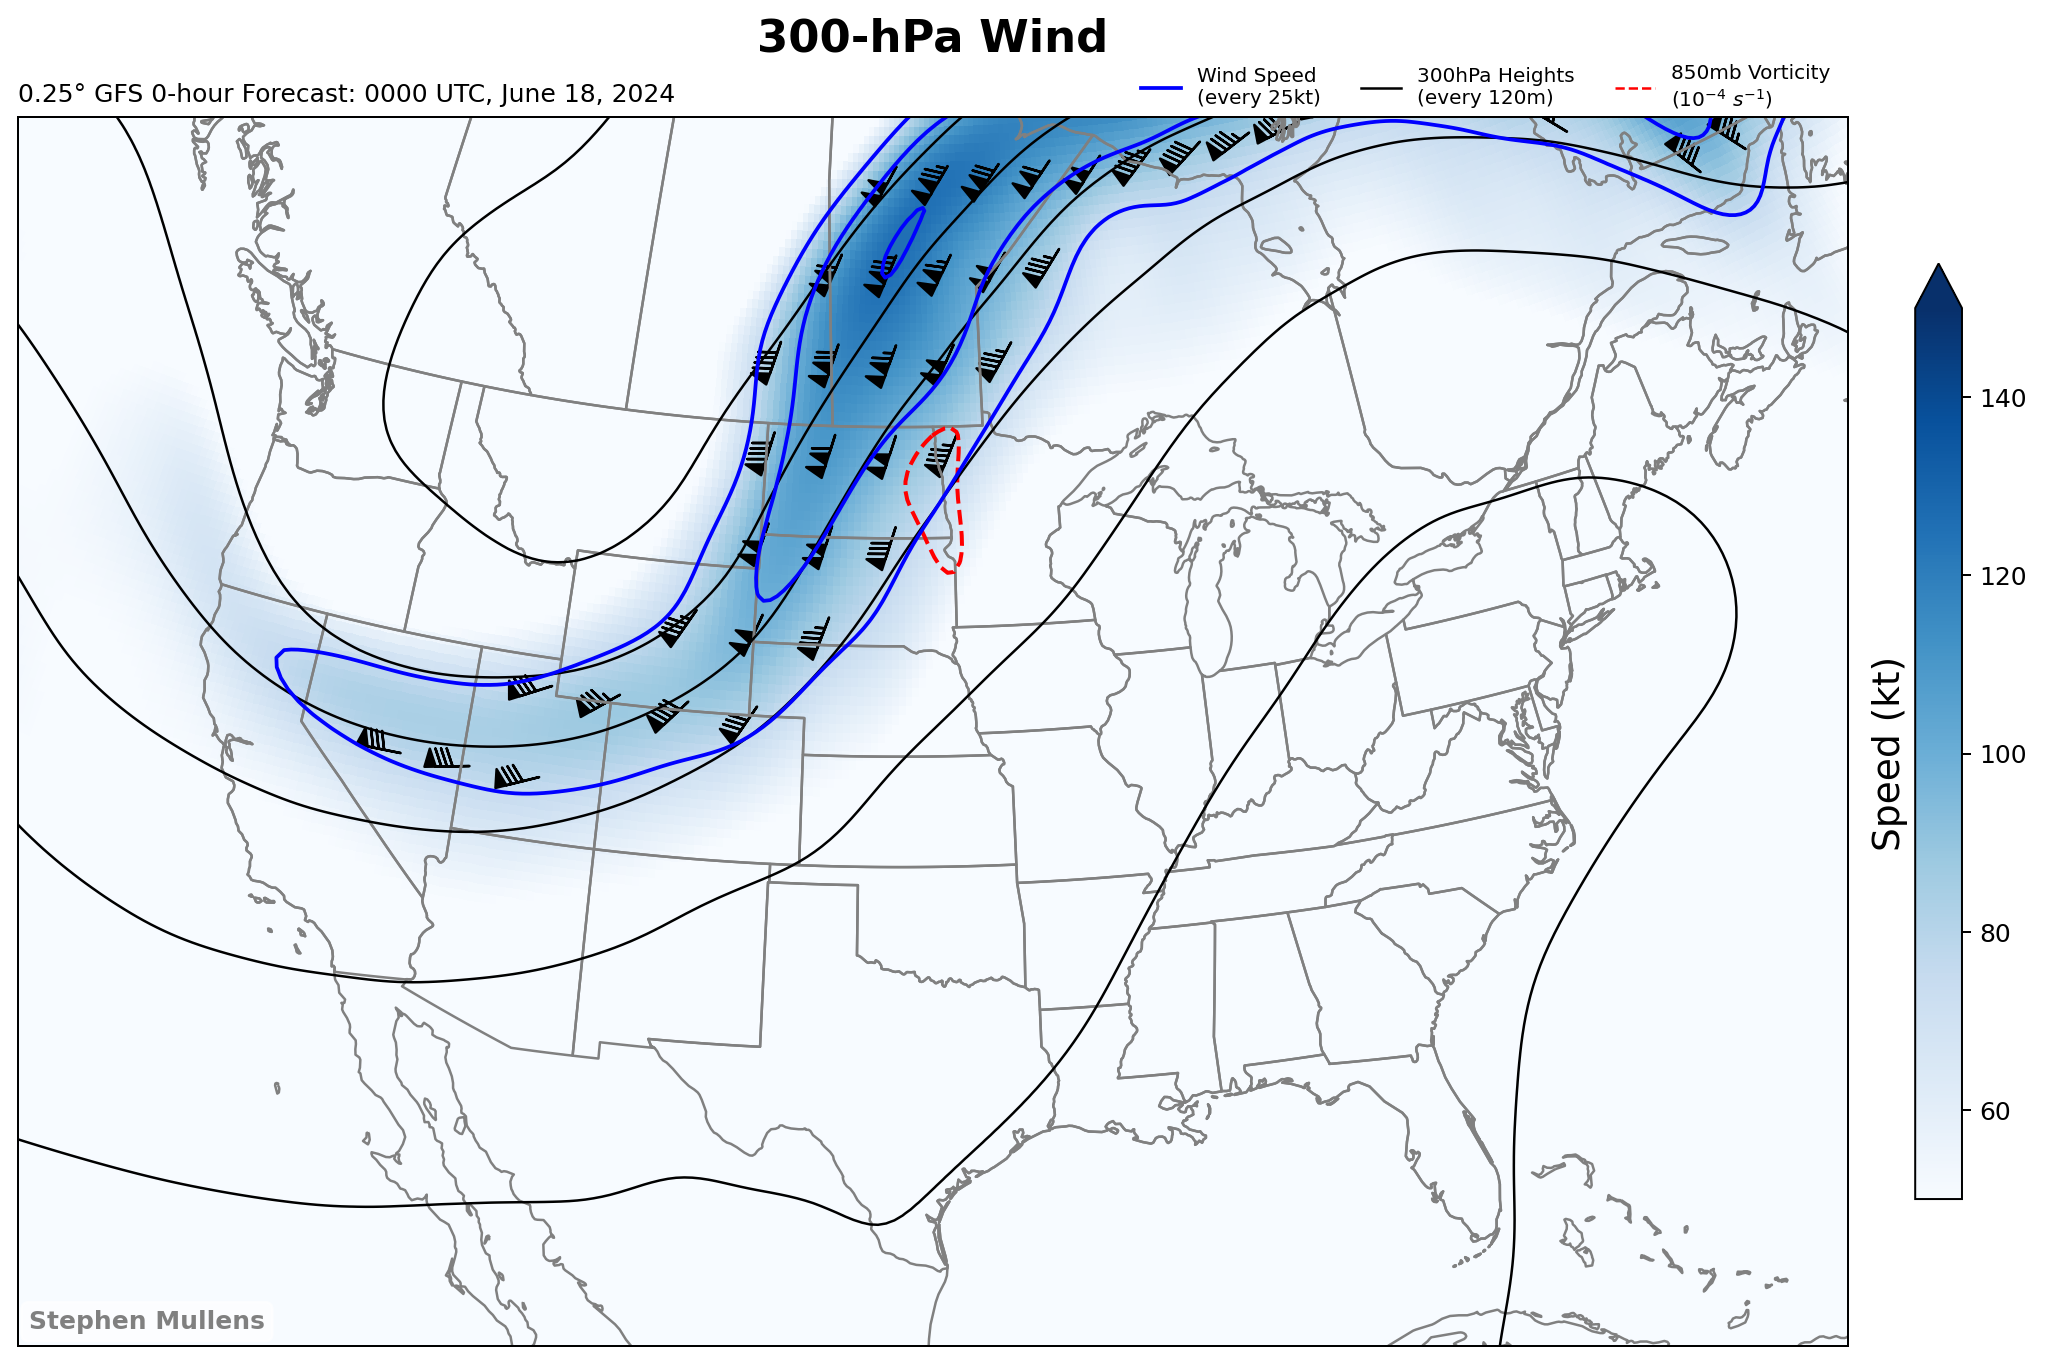 300-hPa Wind
0.25° GFS 0-hour Forecast: 0000 UTC, June 18, 2024
Wind Speed
(every 25kt)
300hPa Heights
(every 120m)
850mb Vorticity
(10⁻⁴ s⁻¹)
140
120
100
80
60
Speed (kt)
Stephen Mullens